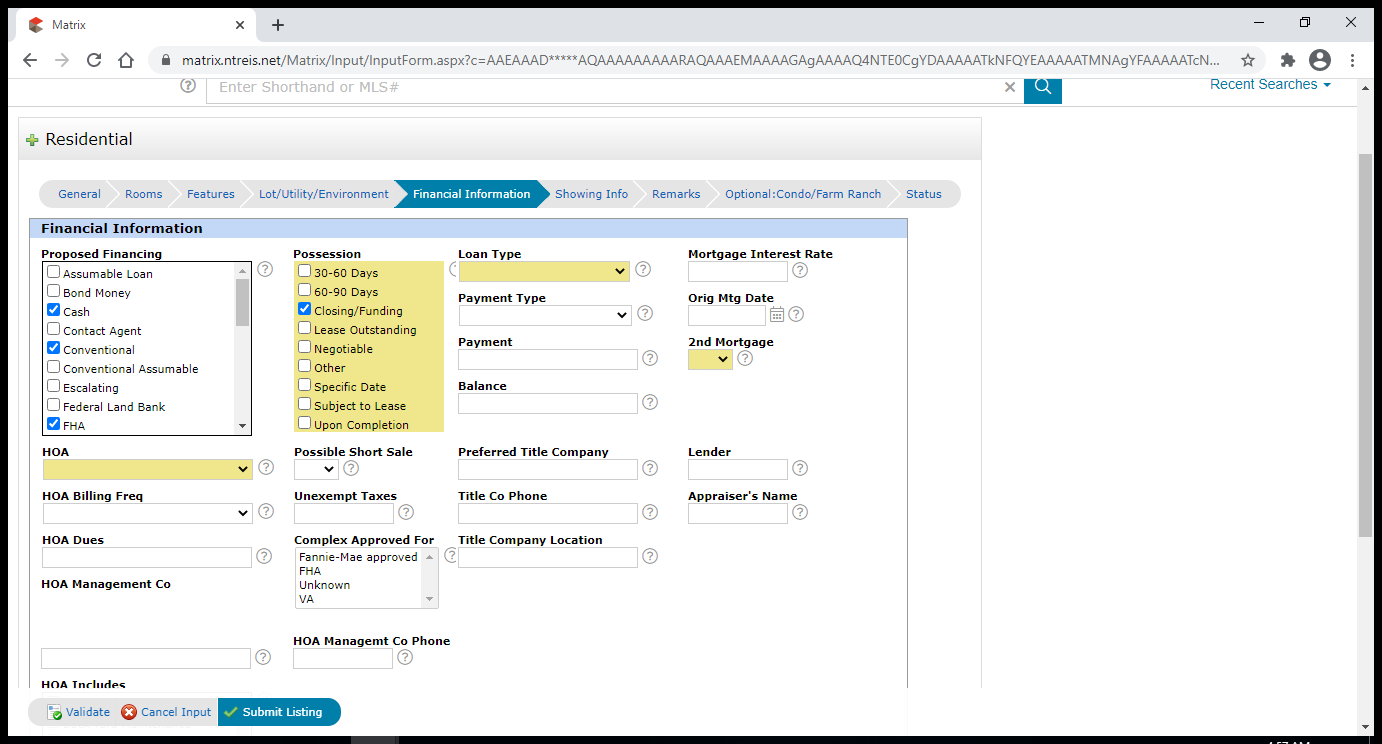 Matrix
matrix.ntreis.net/Matrix/Input/InputForm.aspx?c=AAEAAAD*****AQAAAAAAAAARAQAAAEMAAAAGAgAAAAQ4NTE0CgYDAAAAATkNFQYEAAAAATMNAgYFAAAAATcN...
Enter Shorthand or MLS#
Recent Searches
Residential
General
Rooms
Features
Lot/Utility/Environment
Financial Information
Showing Info
Remarks
Optional:Condo/Farm Ranch
Status
Financial Information
Proposed Financing
Assumable Loan
Bond Money
Cash
Contact Agent
Conventional
Conventional Assumable
Escalating
Federal Land Bank
FHA
Possession
30-60 Days
60-90 Days
Closing/Funding
Lease Outstanding
Negotiable
Other
Specific Date
Subject to Lease
Upon Completion
Loan Type
Payment Type
Payment
Balance
Mortgage Interest Rate
Orig Mtg Date
2nd Mortgage
HOA
Possible Short Sale
Preferred Title Company
Lender
HOA Billing Freq
Unexempt Taxes
Title Co Phone
Appraiser's Name
HOA Dues
Complex Approved For
Fannie-Mae approved
FHA
Unknown
VA
Title Company Location
HOA Management Co
HOA Managemt Co Phone
HOA Includes
Validate
Cancel Input
Submit Listing